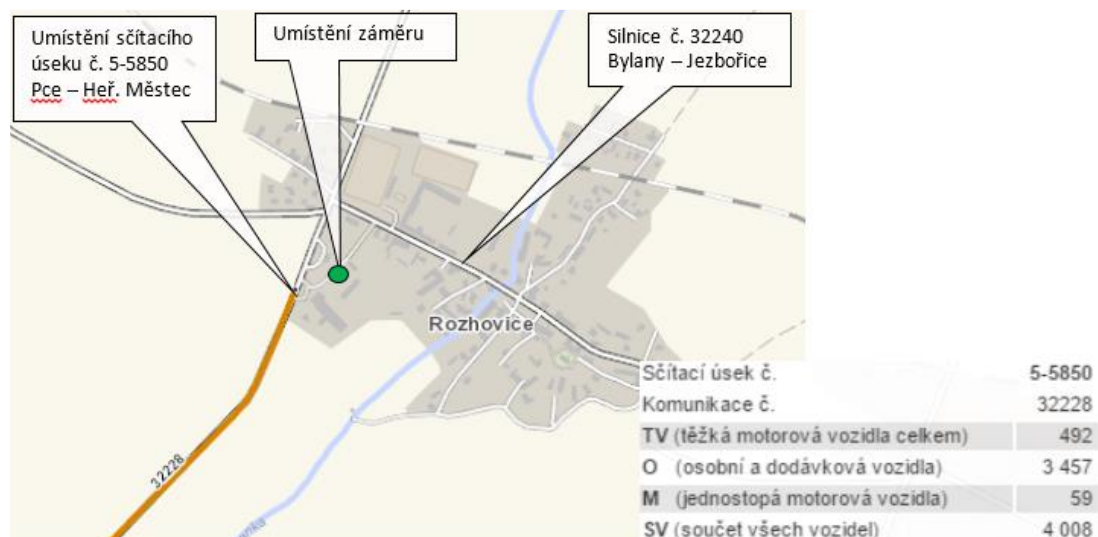 Umístění sčítacího
úseku č. 5-5850
Pce – Heř. Městec
Umístění záměru
Silnice č. 32240
Bylany – Jezbořice
Rozhovice
32228
Sčítací úsek č. 5-5850
Komunikace č. 32228
TV (těžká motorová vozidla celkem) 492
O (osobní a dodávková vozidla) 3 457
M (jednostopá motorová vozidla) 59
SV (součet všech vozidel) 4 008